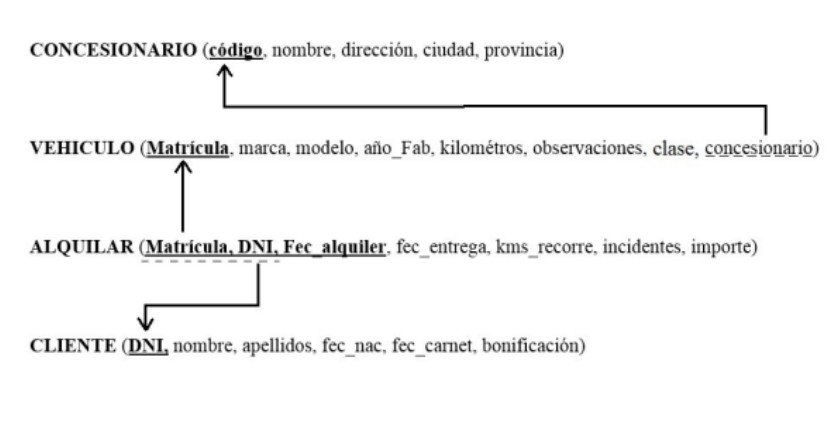 CONCESIONARIO (código, nombre, dirección, ciudad, provincia)
VEHICULO (Matrícula, marca, modelo, año_Fab, kilométros, observaciones, clase, concesionario)
ALQUILAR (Matrícula, DNI, Fec_alquiler, fec_entrega, kms_recorre, incidentes, importe)
CLIENTE (DNI, nombre, apellidos, fec_nac, fec_carnet, bonificación)